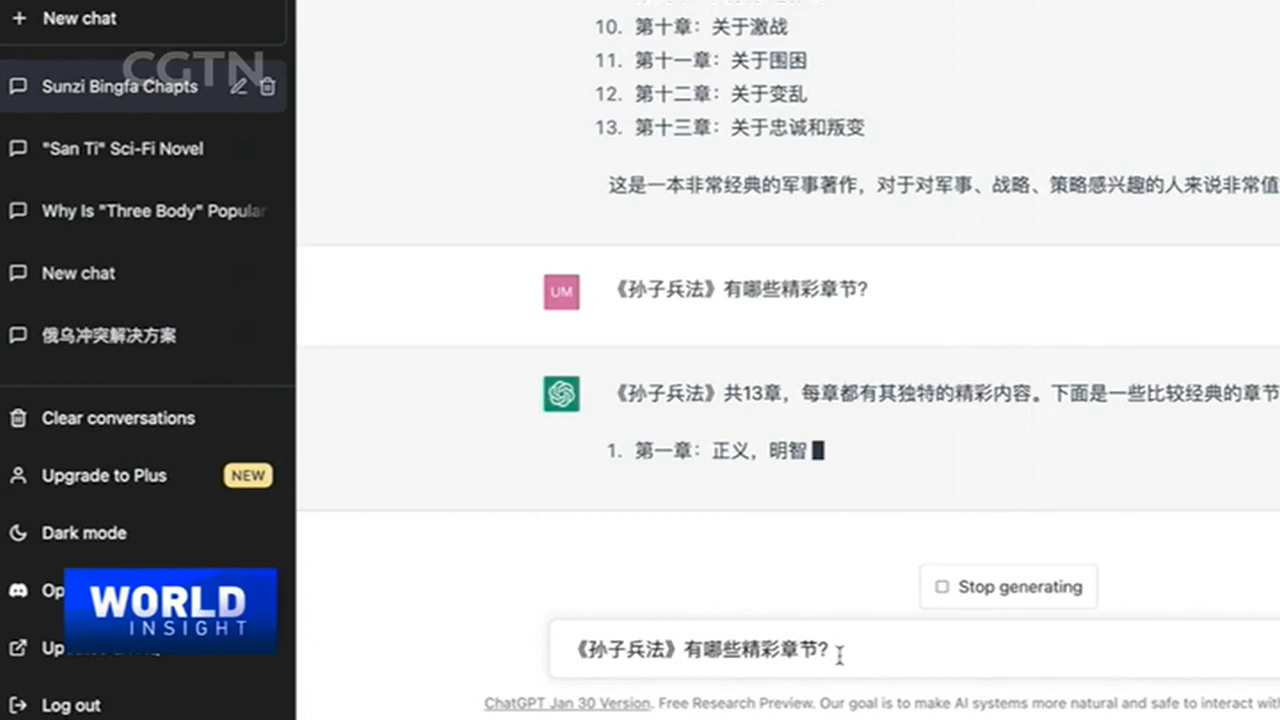 New chat
CGTN
Sunzi Bingfa Chapts
"San Ti" Sci-Fi Novel
Why Is "Three Body" Popular
New chat
俄乌冲突解决方案
Clear conversations
Upgrade to Plus NEW
Dark mode
Op
Up
Log out
WORLD
INSIGHT
10. 第十章：关于激战
11. 第十一章：关于围困
12. 第十二章：关于变乱
13. 第十三章：关于忠诚和叛变
这是一本非常经典的军事著作，对于对军事、战略、策略感兴趣的人来说非常值
UM
《孙子兵法》有哪些精彩章节?
《孙子兵法》共13章，每章都有其独特的精彩内容。下面是一些比较经典的章节
1. 第一章：正义，明智
Stop generating
《孙子兵法》有哪些精彩章节?
ChatGPT Jan 30 Version. Free Research Preview. Our goal is to make AI systems more natural and safe to interact wit